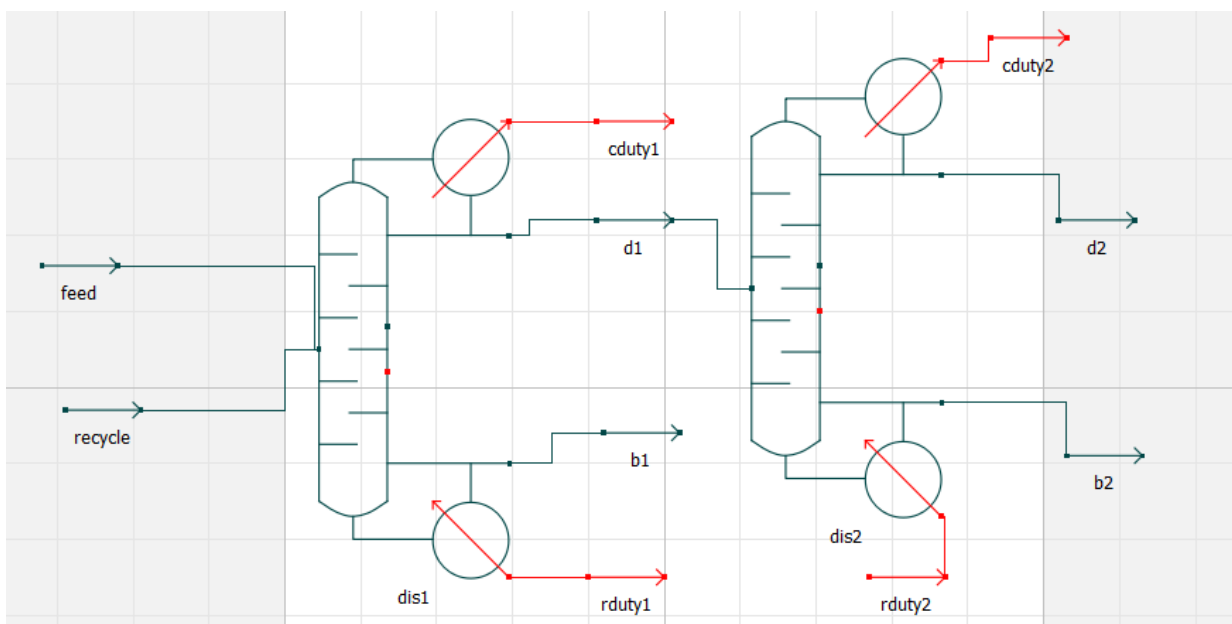 cduty2
cduty1
d1
d2
feed
recycle
b1
b2
dis2
dis1
rduty1
rduty2